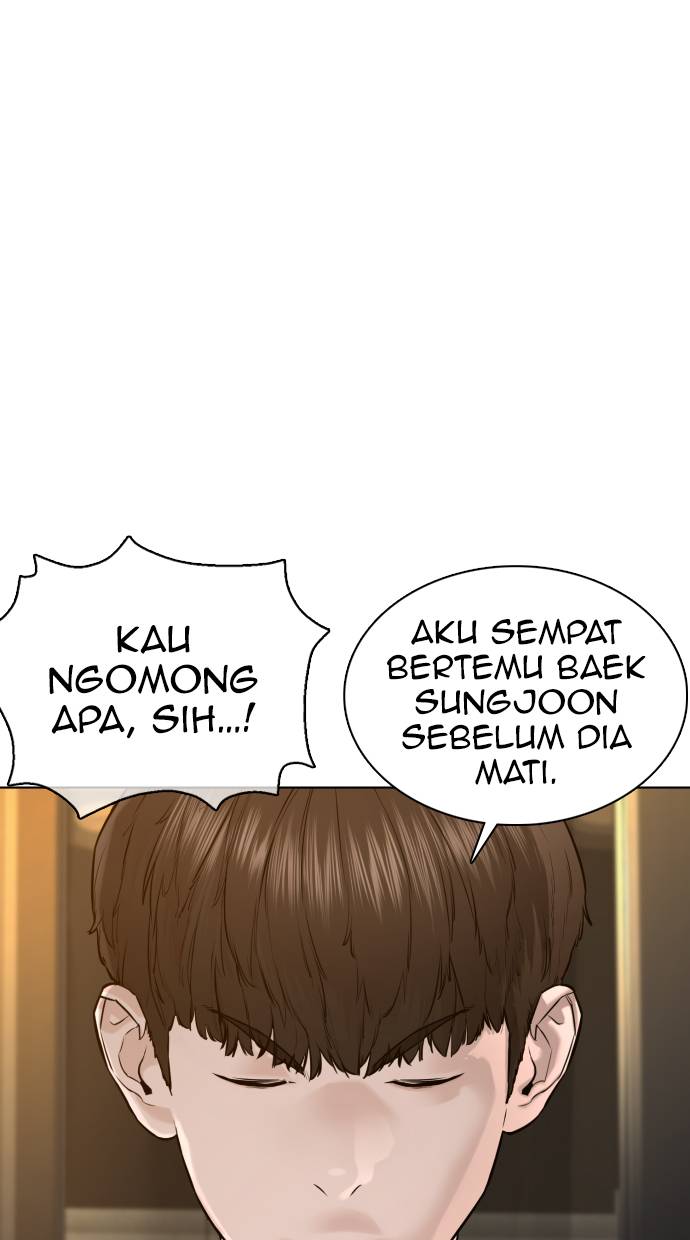 KAU
NGOMONG
APA, SIH...!
AKU SEMPAT
BERTEMU BAEK
SUNGJOON
SEBELUM DIA
MATI.